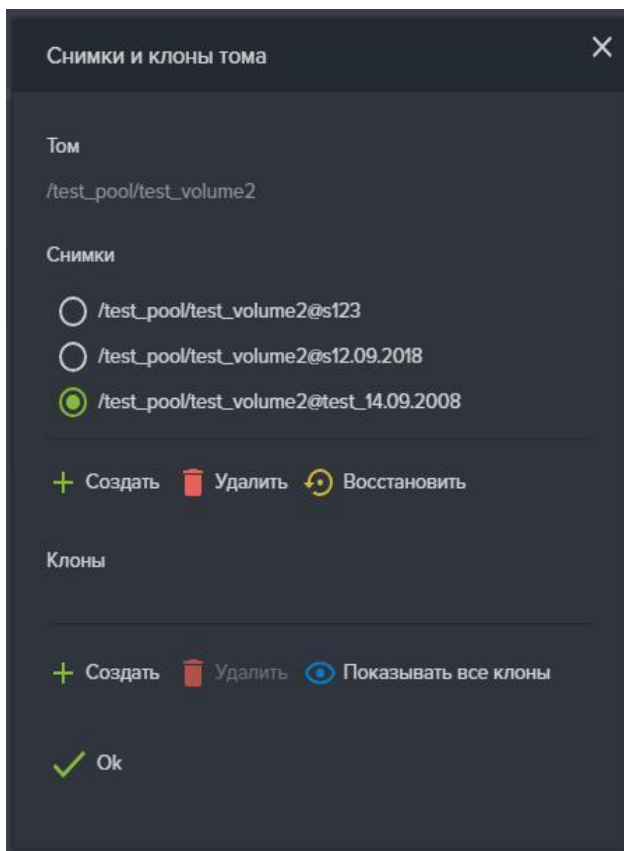 Снимки и клоны тома
Том
/test_pool/test_volume2
Снимки
/test_pool/test_volume2@s123
/test_pool/test_volume2@s12.09.2018
/test_pool/test_volume2@test_14.09.2008
Создать Удалить Восстановить
Клоны
Создать Удалить Показывать все клоны
Ok